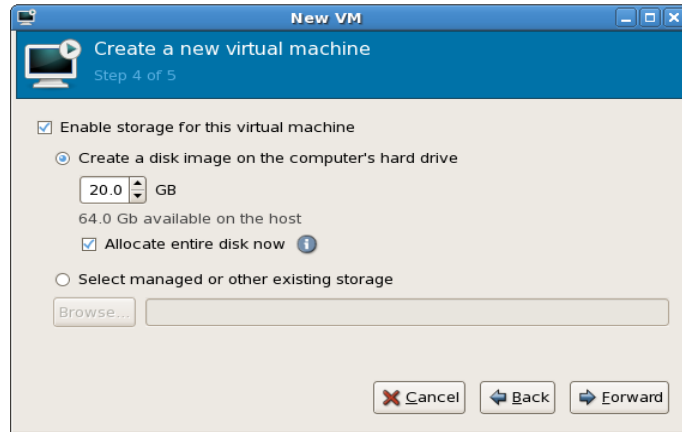 New VM
Create a new virtual machine
Step 4 of 5
Enable storage for this virtual machine
Create a disk image on the computer's hard drive
20.0 GB
64.0 Gb available on the host
Allocate entire disk now
Select managed or other existing storage
Browse...
Cancel Back Forward